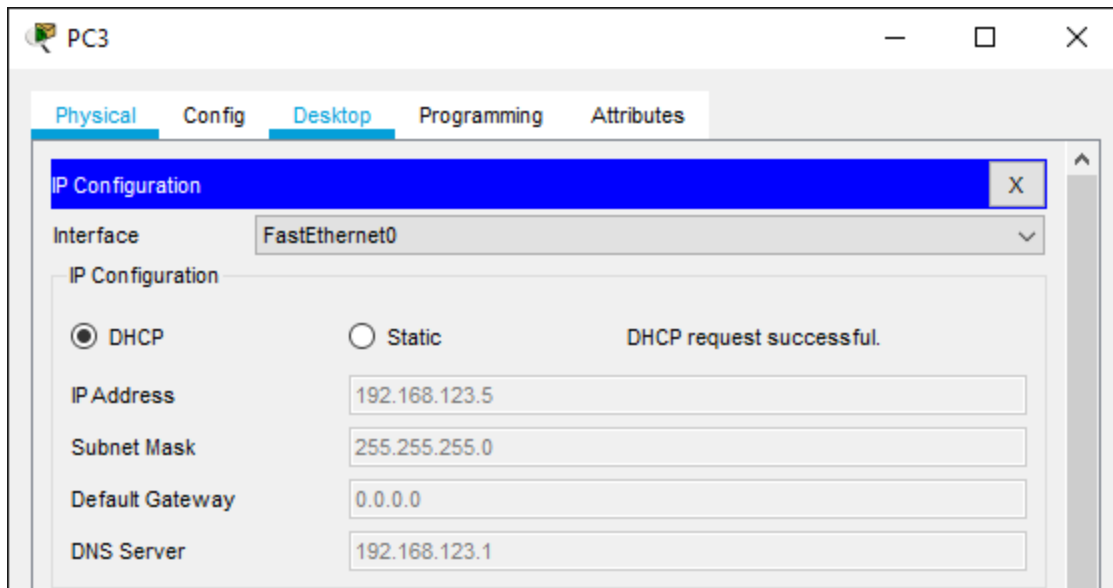 PC3
Physical Config Desktop Programming Attributes
IP Configuration X
Interface FastEthernet0
IP Configuration
DHCP Static DHCP request successful.
IP Address 192.168.123.5
Subnet Mask 255.255.255.0
Default Gateway 0.0.0.0
DNS Server 192.168.123.1